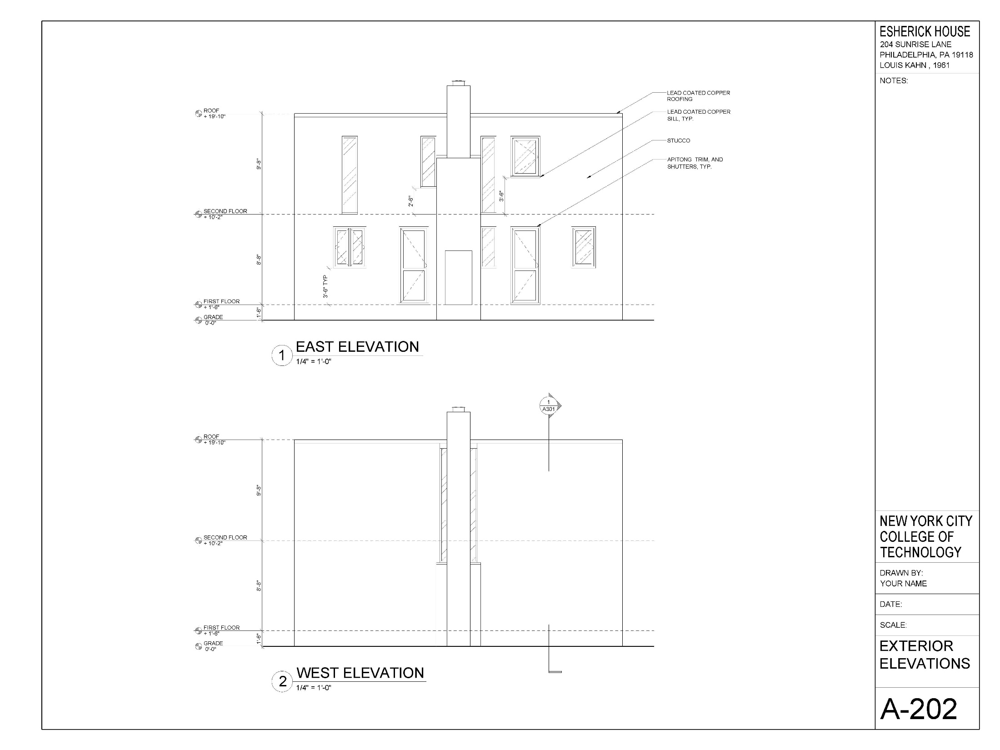 ESHERICK HOUSE
204 SUNRISE LANE
PHILADELPHIA, PA 19118
LOUIS KAHN , 1961
NOTES:
LEAD COATED COPPER
ROOFING
LEAD COATED COPPER
SILL, TYP.
STUCCO
APITONG  TRIM, AND
SHUTTERS, TYP.
ROOF
+ 19'-10"
9'-8"
2'-6"
3'-6"
SECOND FLOOR
+ 10'-2"
8'-8"
3'-6" TYP
FIRST FLOOR
+ 1'-6"
1'-6"
GRADE
0'-0"
1
EAST ELEVATION
1/4" = 1'-0"
1
A301
ROOF
+ 19'-10"
9'-8"
SECOND FLOOR
+ 10'-2"
8'-8"
FIRST FLOOR
+ 1'-6"
1'-6"
GRADE
0'-0"
2
WEST ELEVATION
1/4" = 1'-0"
NEW YORK CITY
COLLEGE OF
TECHNOLOGY
DRAWN BY:
YOUR NAME
DATE:
SCALE:
EXTERIOR
ELEVATIONS
A-202